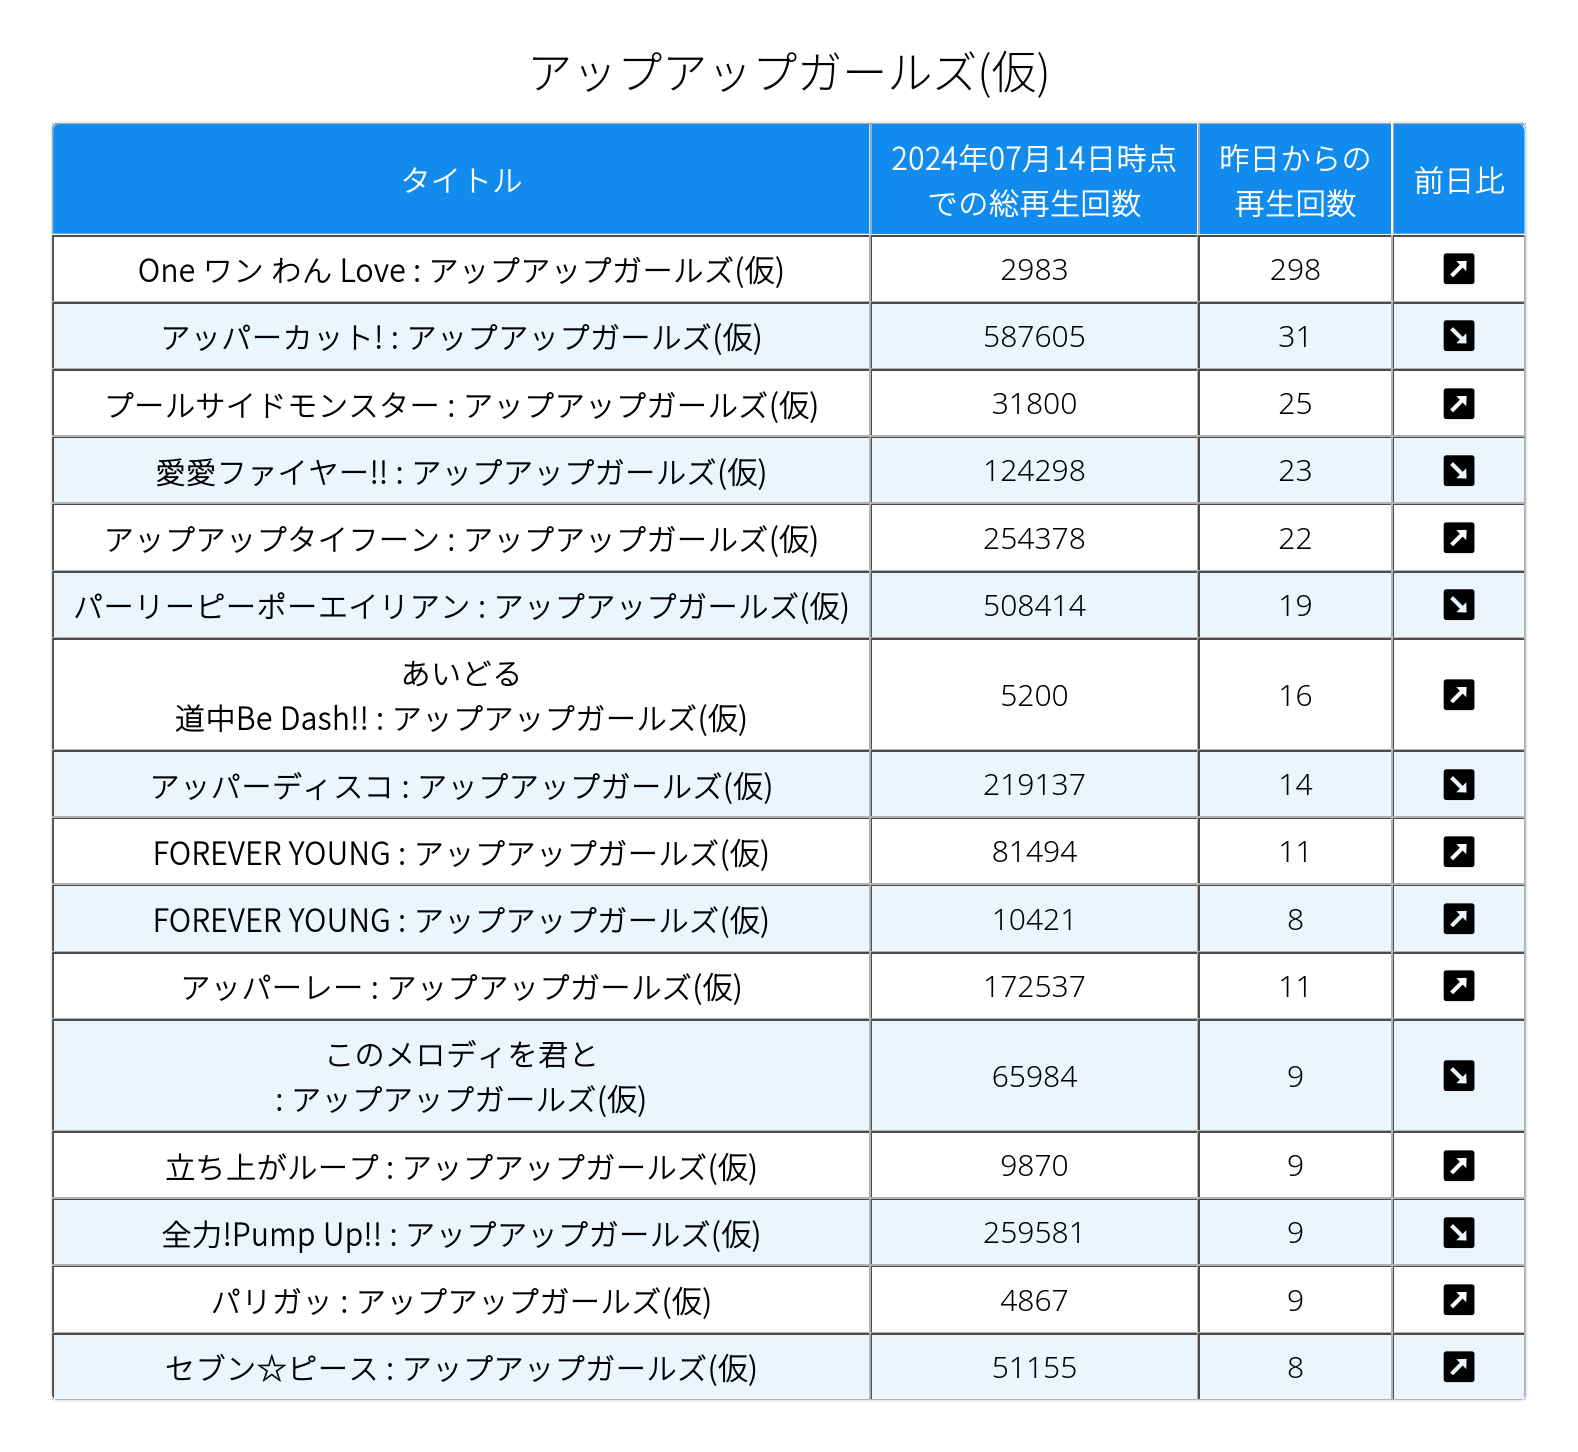 アップアップガールズ(仮)
タイトル
2024年07月14日時点
での総再生回数
昨日からの
再生回数
前日比
One ワン わん Love : アップアップガールズ(仮) 2983 298 ↗
アッパーカット! : アップアップガールズ(仮) 587605 31 ↘
プールサイドモンスター : アップアップガールズ(仮) 31800 25 ↗
愛愛ファイヤー!! : アップアップガールズ(仮) 124298 23 ↘
アップアップタイフーン : アップアップガールズ(仮) 254378 22 ↗
パーリーピーポーエイリアン : アップアップガールズ(仮) 508414 19 ↘
あいどる
道中Be Dash!! : アップアップガールズ(仮) 5200 16 ↗
アッパーディスコ : アップアップガールズ(仮) 219137 14 ↘
FOREVER YOUNG : アップアップガールズ(仮) 81494 11 ↗
FOREVER YOUNG : アップアップガールズ(仮) 10421 8 ↗
アッパーレー : アップアップガールズ(仮) 172537 11 ↗
このメロディを君と
: アップアップガールズ(仮) 65984 9 ↘
立ち上がループ : アップアップガールズ(仮) 9870 9 ↗
全力!Pump Up!! : アップアップガールズ(仮) 259581 9 ↘
パリガッ : アップアップガールズ(仮) 4867 9 ↗
セブン☆ピース : アップアップガールズ(仮) 51155 8 ↗